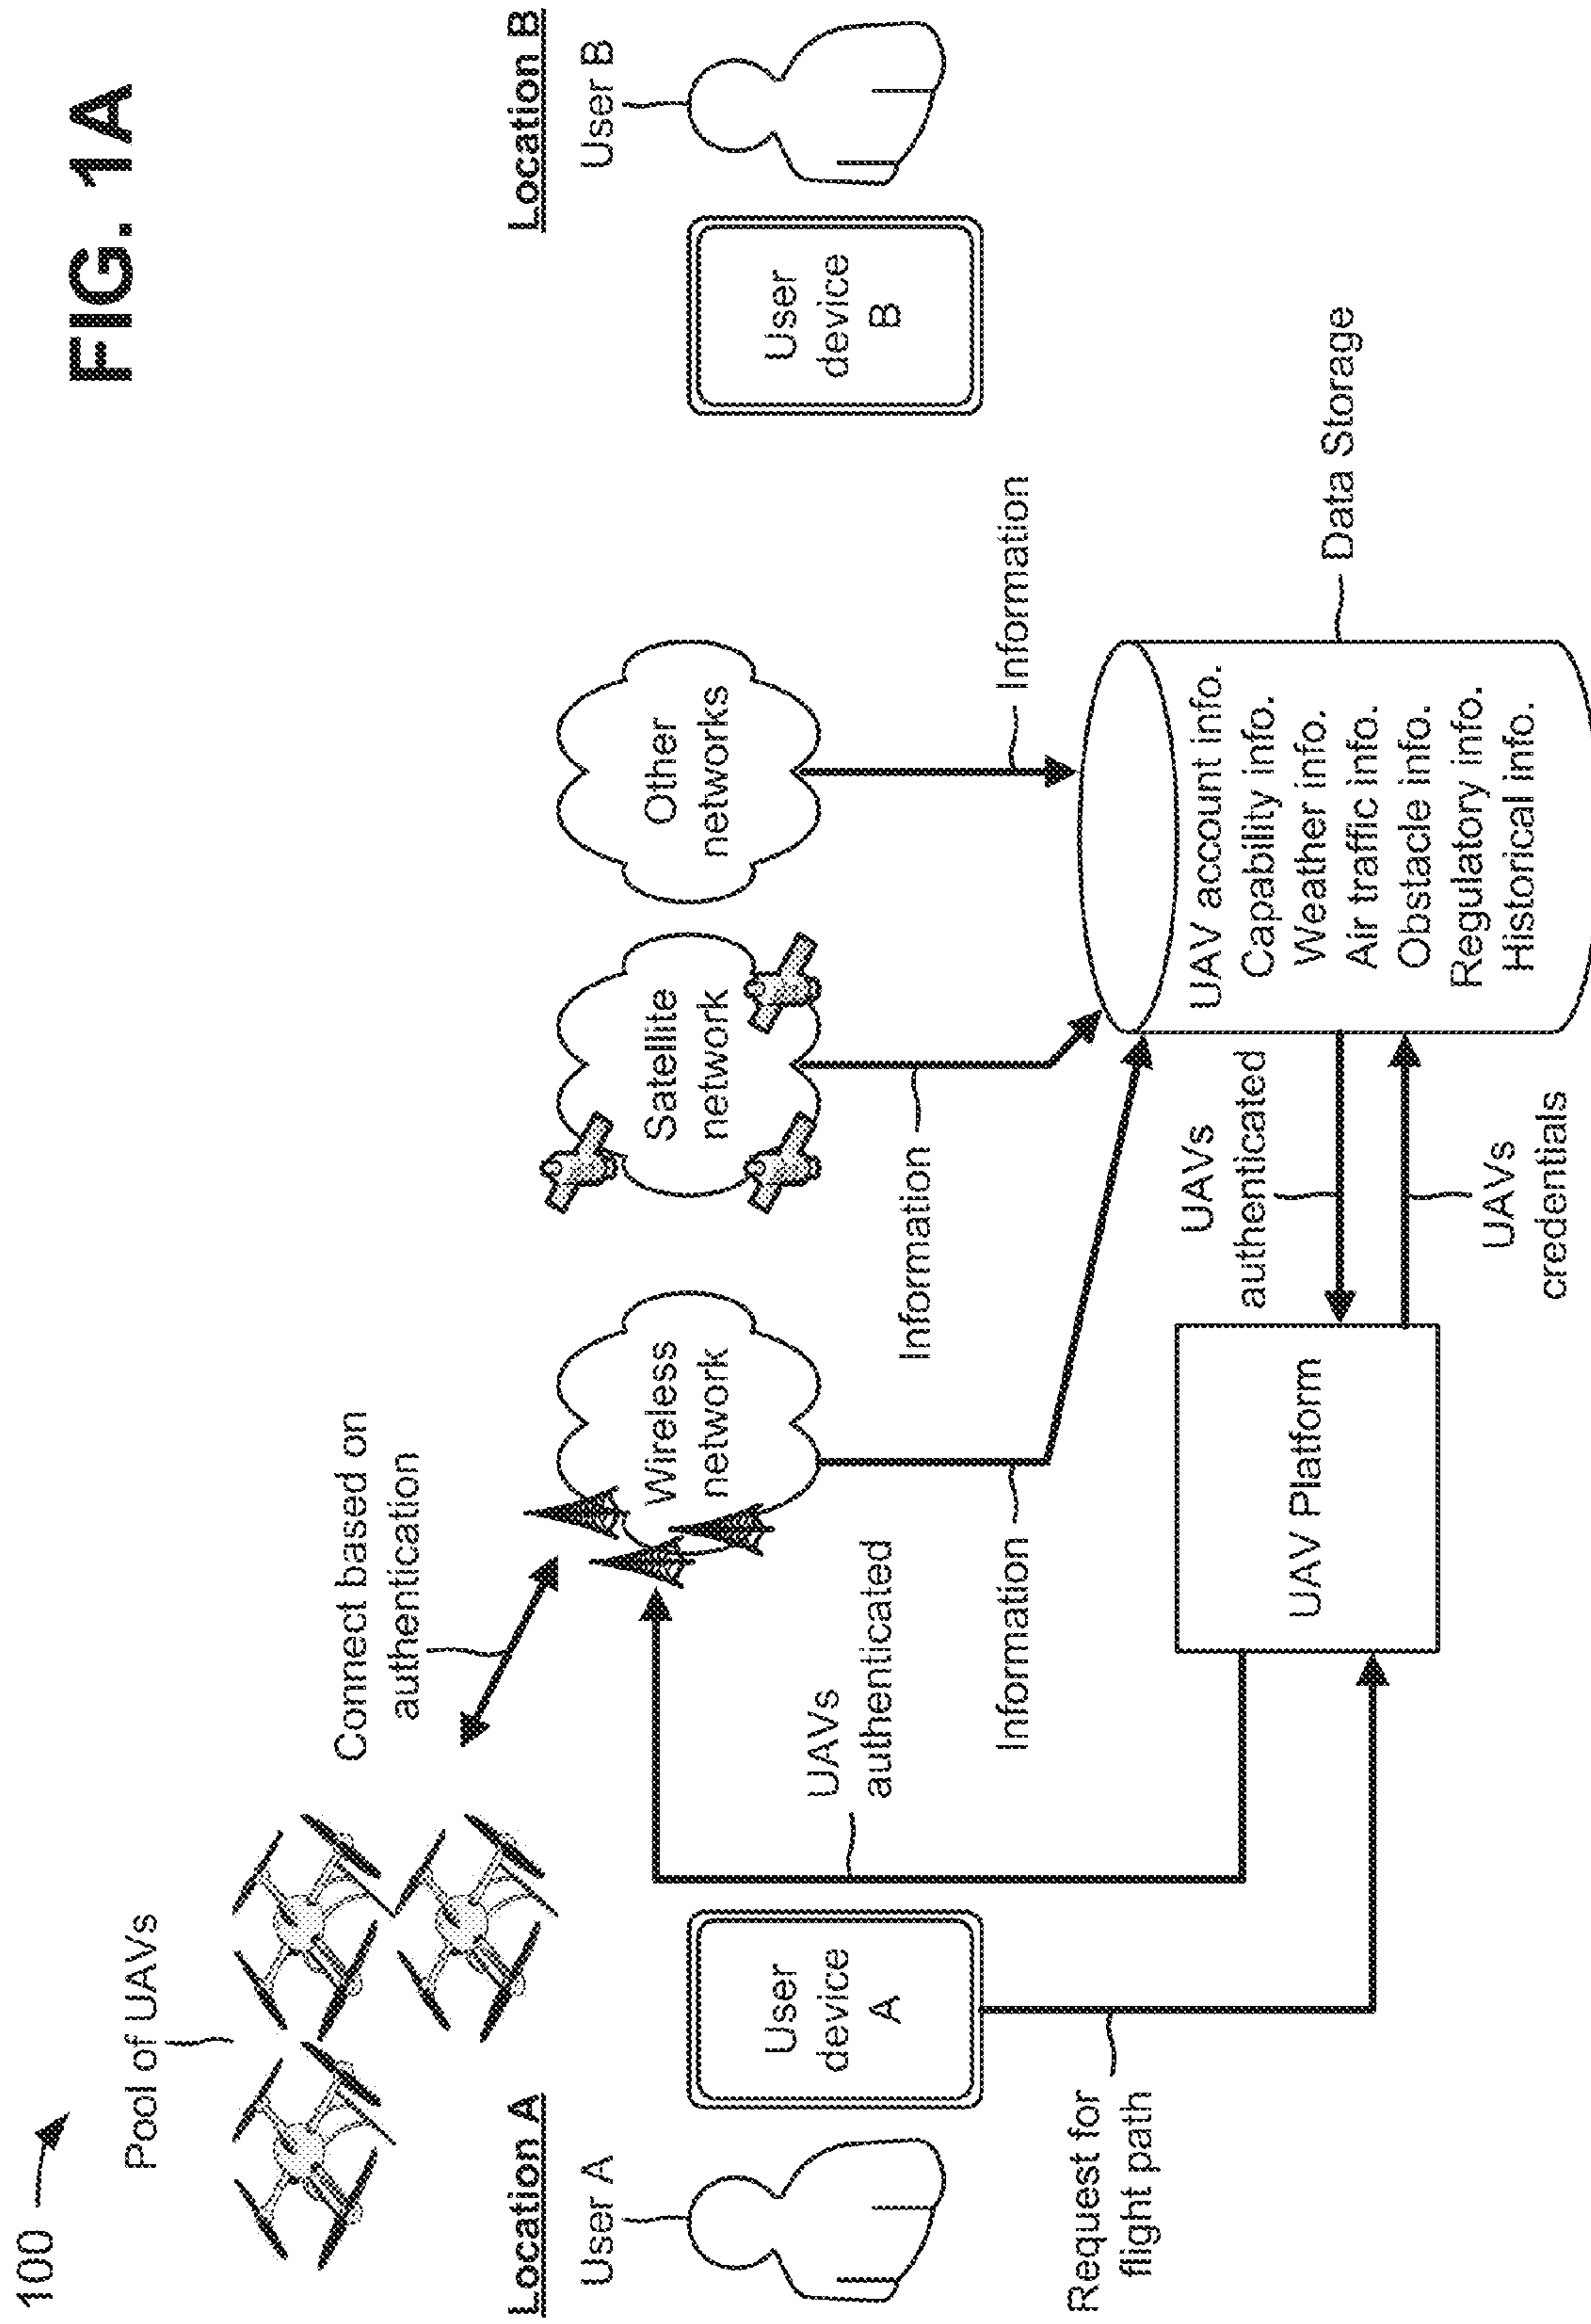 FIG. 1A
100
Pool of UAVs
Connect based on
authentication
Location A
User A
User
device
A
Wireless
network
Satellite
network
Other
networks
Location B
User B
User
device
B
UAVs
authenticated
Information
Information
Information
Request for
flight path
UAV Platform
UAVs
authenticated
UAVs
credentials
UAV account info.
Capability info.
Weather info.
Air traffic info.
Obstacle info.
Regulatory info.
Historical info.
Data Storage